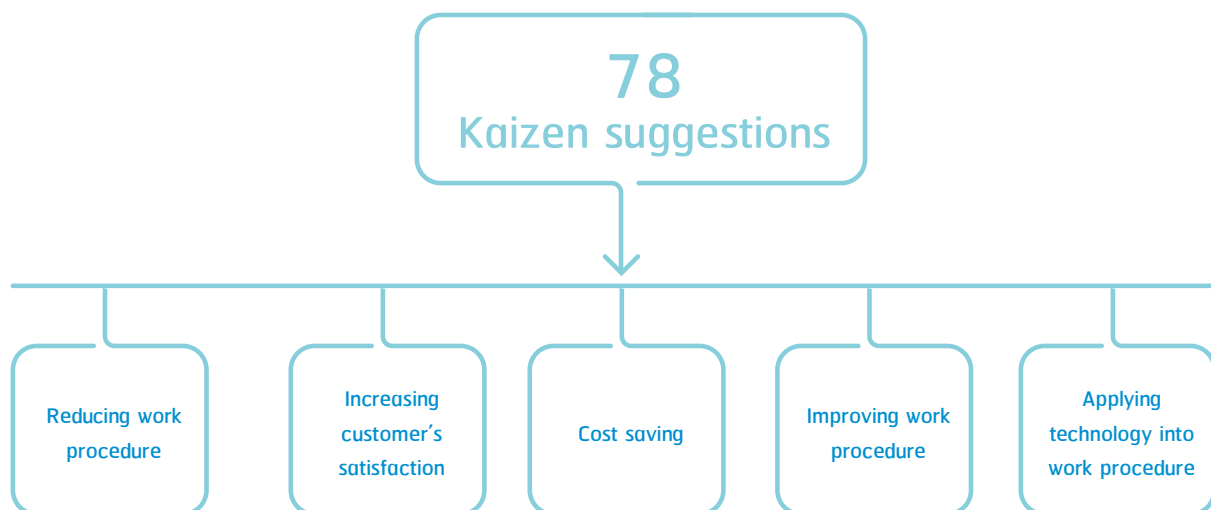 78
Kaizen suggestions
Reducing work
procedure
Increasing
customer's
satisfaction
Cost saving
Improving work
procedure
Applying
technology into
work procedure